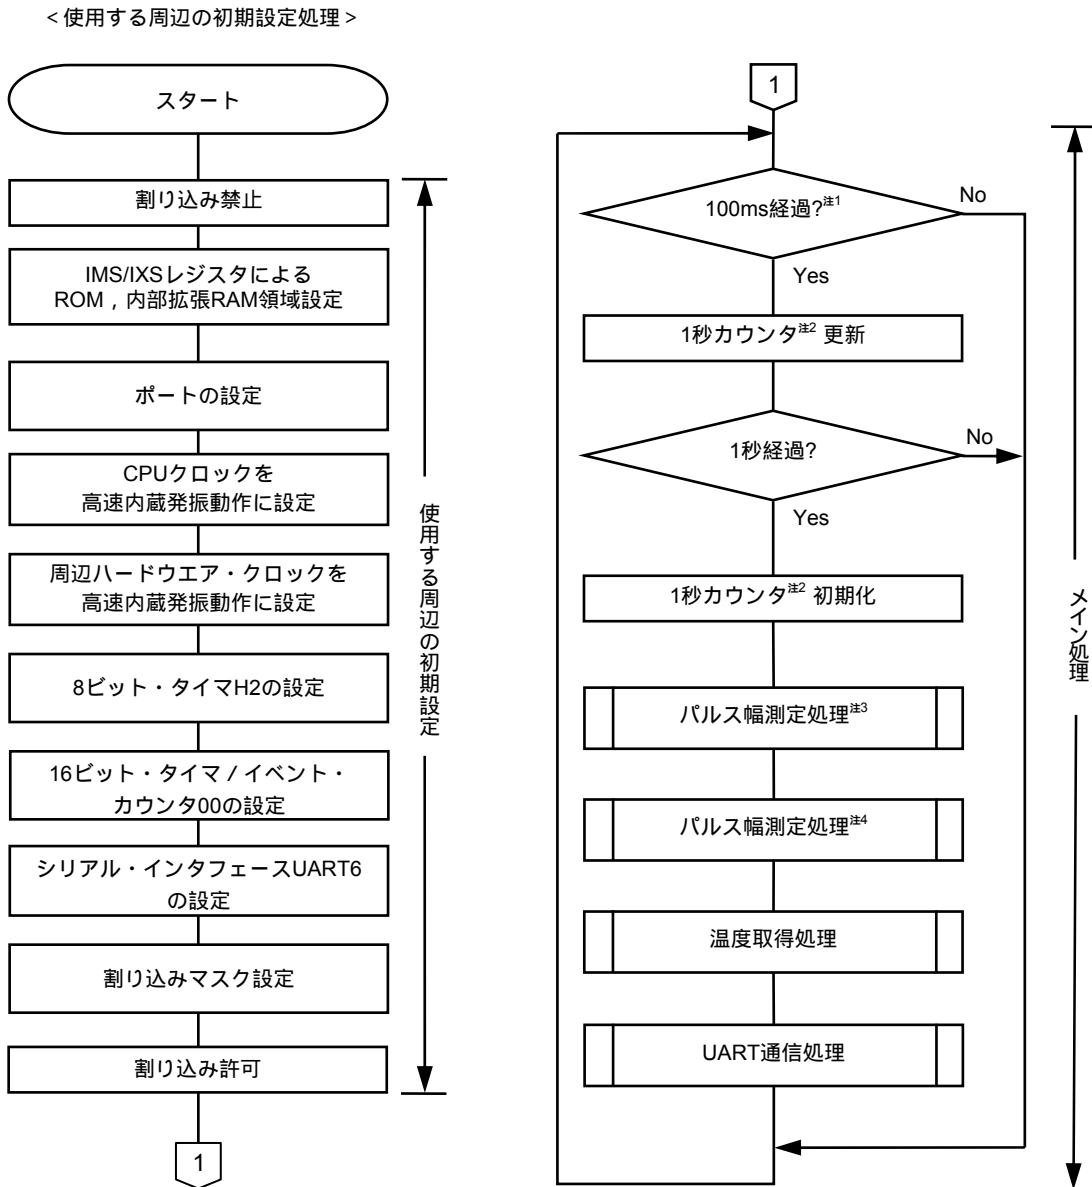 ＜使用する周辺の初期設定処理＞
スタート
割り込み禁止
IMS/IXSレジスタによる
ROM，内部拡張RAM領域設定
ポートの設定
CPUクロックを
高速内蔵発振動作に設定
周辺ハードウエア・クロックを
高速内蔵発振動作に設定
8ビット・タイマH2の設定
16ビット・タイマ／イベント・
カウンタ00の設定
シリアル・インタフェースUART6
の設定
割り込みマスク設定
割り込み許可
1
使用する周辺の初期設定
1
100ms経過?注1
No
Yes
1秒カウンタ注2 更新
1秒経過?
No
Yes
1秒カウンタ注2 初期化
パルス幅測定処理注3
パルス幅測定処理注4
温度取得処理
UART通信処理
メイン処理